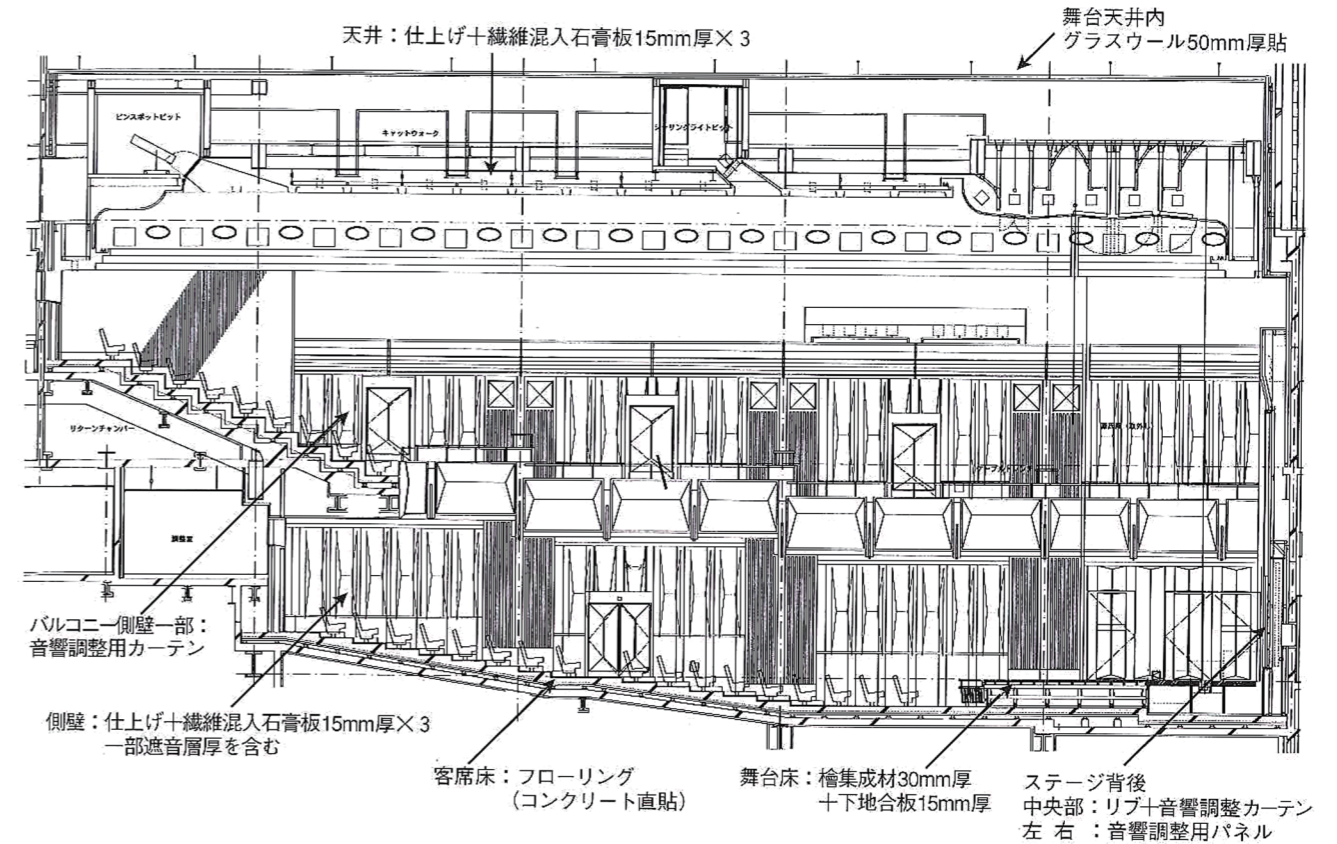 天井：仕上げ＋繊維混入石膏板15mm厚×3
舞台天井内
グラスウール50mm厚貼
ピンスポットピット
キャットウォーク
シーリングライトピット
リターンチャンバー
調整室
バルコニー側壁一部：
音響調整用カーテン
側壁：仕上げ＋繊維混入石膏板15mm厚×3
一部遮音層厚を含む
客席床：フローリング
（コンクリート直貼）
舞台床：檜集成材30mm厚
＋下地合板15mm厚
ステージ背後
中央部：リブ＋音響調整カーテン
左 右 ：音響調整用パネル